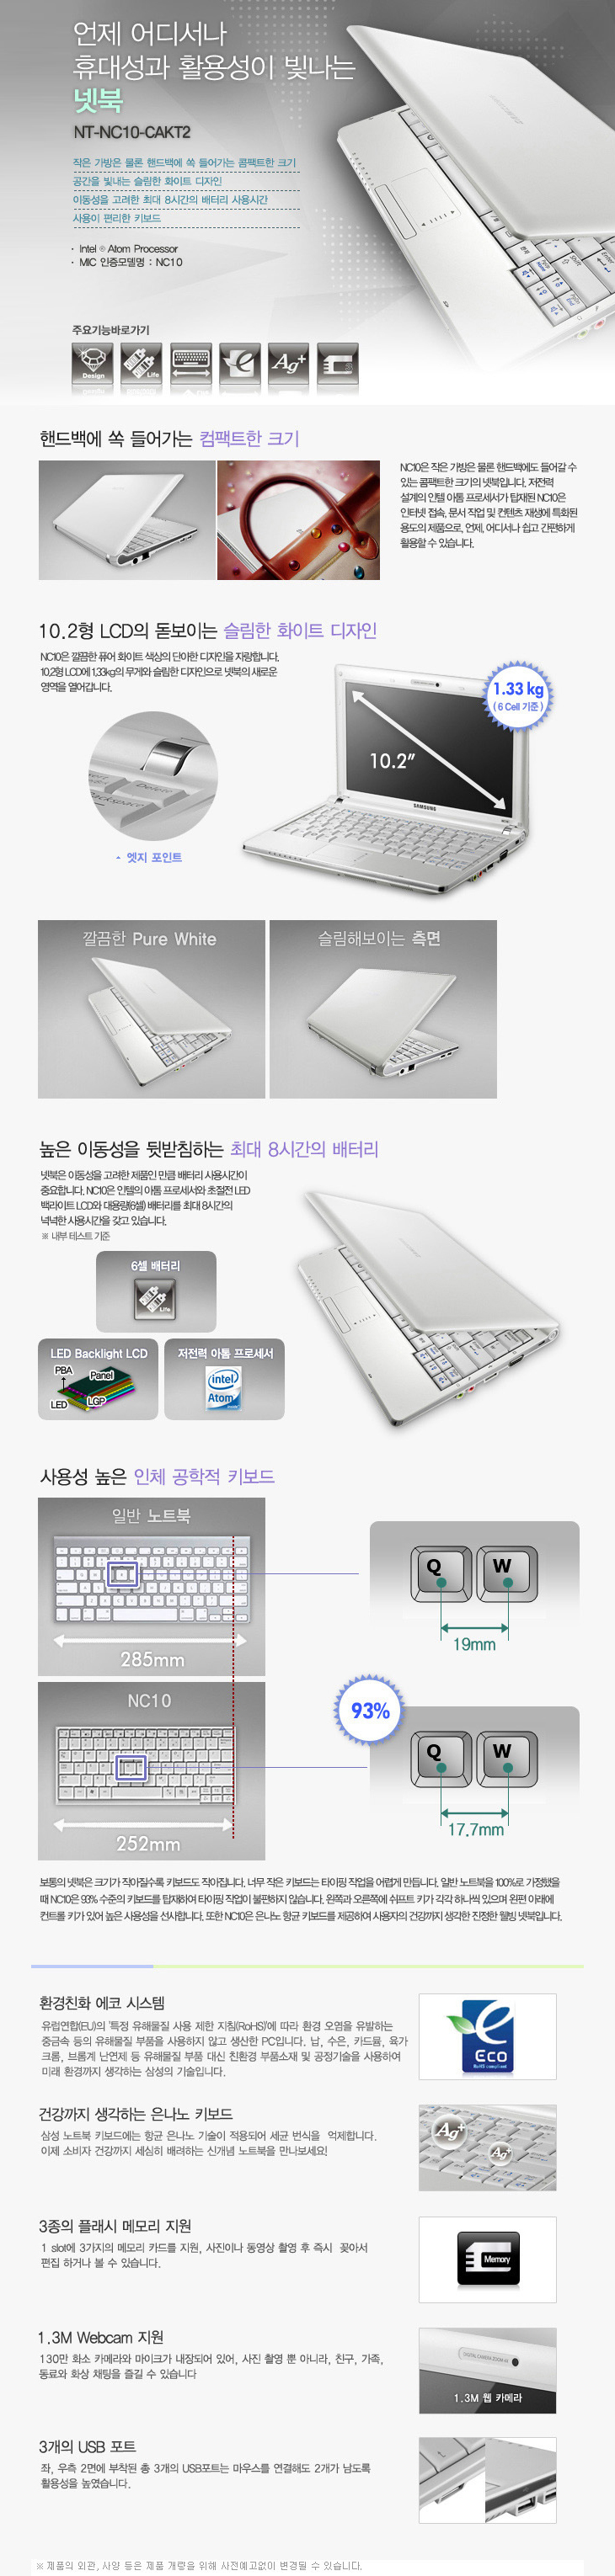 언제 어디서나
휴대성과 활용성이 빛나는
넷북
NT-NC10-CAKT2
작은 가방은 물론 핸드백에 쏙 들어가는 콤팩트한 크기
공간을 빛내는 슬림한 화이트 디자인
이동성을 고려한 최대 8시간의 배터리 사용시간
사용이 편리한 키보드
· Intel ® Atom Processor
· MIC 인증모델명 : NC10
주요기능바로가기
Design
Life
Ag+
핸드백에 쏙 들어가는 컴팩트한 크기
NC10은 작은 가방은 물론 핸드백에도 들어갈 수
있는 콤팩트한 크기의 넷북입니다. 저전력
설계의 인텔 아톰 프로세서가 탑재된 NC10은
인터넷 접속, 문서 작업 및 컨텐츠 재생에 특화된
용도의 제품으로, 언제, 어디서나 쉽고 간편하게
활용할 수 있습니다.
10.2형 LCD의 돋보이는 슬림한 화이트 디자인
NC10은 깔끔한 퓨어 화이트 색상의 단아한 디자인을 자랑합니다.
10.2형 LCD에 1.33kg의 무게와 슬림한 디자인으로 넷북의 새로운
영역을 열어갑니다.
1.33 kg
( 6 Cell 기준 )
10.2″
SAMSUNG
Delete
Backspace
엣지 포인트
깔끔한 Pure White
슬림해보이는 측면
높은 이동성을 뒷받침하는 최대 8시간의 배터리
넷북은 이동성을 고려한 제품인 만큼 배터리 사용시간이
중요합니다. NC10은 인텔의 아톰 프로세서와 초절전 LED
백라이트 LCD와 대용량(6셀) 배터리를 최대 8시간의
넉넉한 사용시간을 갖고 있습니다.
※ 내부 테스트 기준
6셀 배터리
Life
LED Backlight LCD
PBA
Panel
LED
LGP
저전력 아톰 프로세서
intel
Atom
사용성 높은 인체 공학적 키보드
일반 노트북
285mm
Q
W
19mm
NC10
252mm
93%
Q
W
17.7mm
보통의 넷북은 크기가 작아질수록 키보드도 작아집니다. 너무 작은 키보드는 타이핑 작업을 어렵게 만듭니다. 일반 노트북을 100%로 가정했을
때 NC10은 93% 수준의 키보드를 탑재하여 타이핑 작업이 불편하지 않습니다. 왼쪽과 오른쪽에 쉬프트 키가 각각 하나씩 있으며 왼편 아래에
컨트롤 키가 있어 높은 사용성을 선사합니다. 또한 NC10은 은나노 항균 키보드를 제공하여 사용자의 건강까지 생각한 진정한 웰빙 넷북입니다.
환경친화 에코 시스템
유럽연합(EU)의 '특정 유해물질 사용 제한 지침(RoHS)'에 따라 환경 오염을 유발하는
중금속 등의 유해물질 부품을 사용하지 않고 생산한 PC입니다. 납, 수은, 카드뮴, 육가
크롬, 브롬계 난연제 등 유해물질 부품 대신 친환경 부품소재 및 공정기술을 사용하여
미래 환경까지 생각하는 삼성의 기술입니다.
Eco
RoHS compliant
건강까지 생각하는 은나노 키보드
삼성 노트북 키보드에는 항균 은나노 기술이 적용되어 세균 번식을 억제합니다.
이제 소비자 건강까지 세심히 배려하는 신개념 노트북을 만나보세요!
Ag+
Ag+
3종의 플래시 메모리 지원
1 slot에 3가지의 메모리 카드를 지원, 사진이나 동영상 촬영 후 즉시 꽂아서
편집 하거나 볼 수 있습니다.
Memory
1.3M Webcam 지원
130만 화소 카메라와 마이크가 내장되어 있어, 사진 촬영 뿐 아니라, 친구, 가족,
동료와 화상 채팅을 즐길 수 있습니다
1.3M 웹 카메라
3개의 USB 포트
좌, 우측 2면에 부착된 총 3개의 USB포트는 마우스를 연결해도 2개가 남도록
활용성을 높였습니다.
※ 제품의 외관, 사양 등은 제품 개량을 위해 사전예고없이 변경될 수 있습니다.